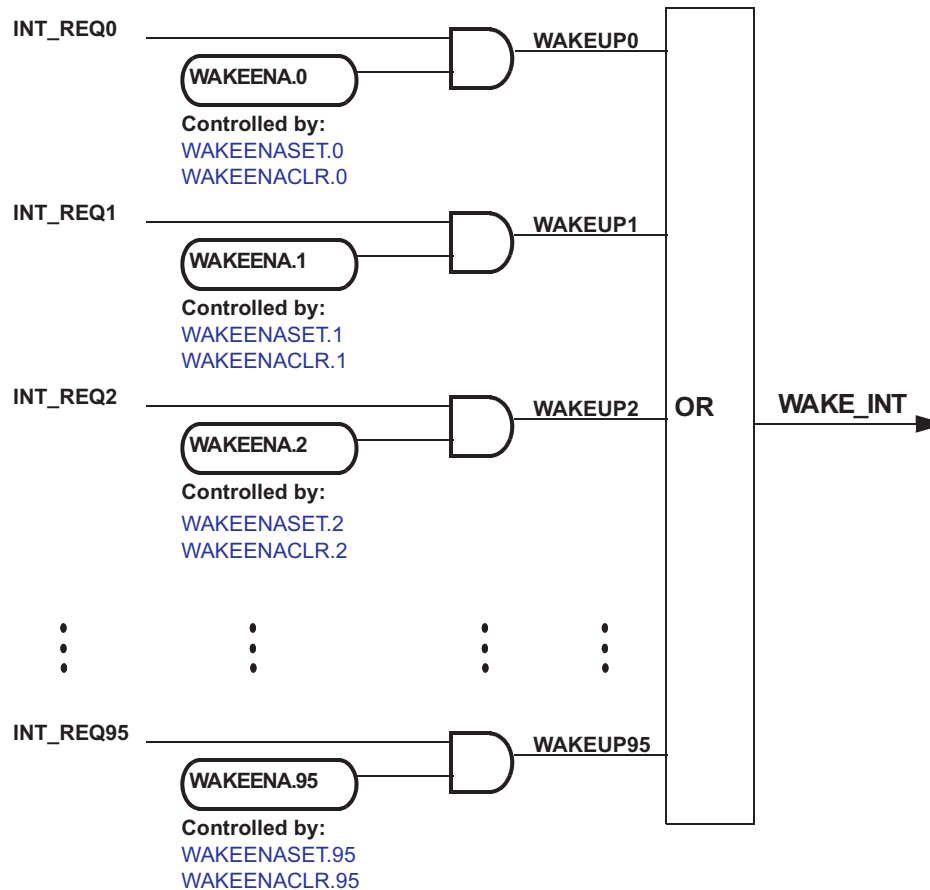 INT_REQ0
WAKEUP0
WAKEENA.0
Controlled by:
WAKEENASET.0
WAKEENACLR.0
INT_REQ1
WAKEUP1
WAKEENA.1
Controlled by:
WAKEENASET.1
WAKEENACLR.1
INT_REQ2
WAKEUP2
OR
WAKE_INT
WAKEENA.2
Controlled by:
WAKEENASET.2
WAKEENACLR.2
INT_REQ95
WAKEUP95
WAKEENA.95
Controlled by:
WAKEENASET.95
WAKEENACLR.95